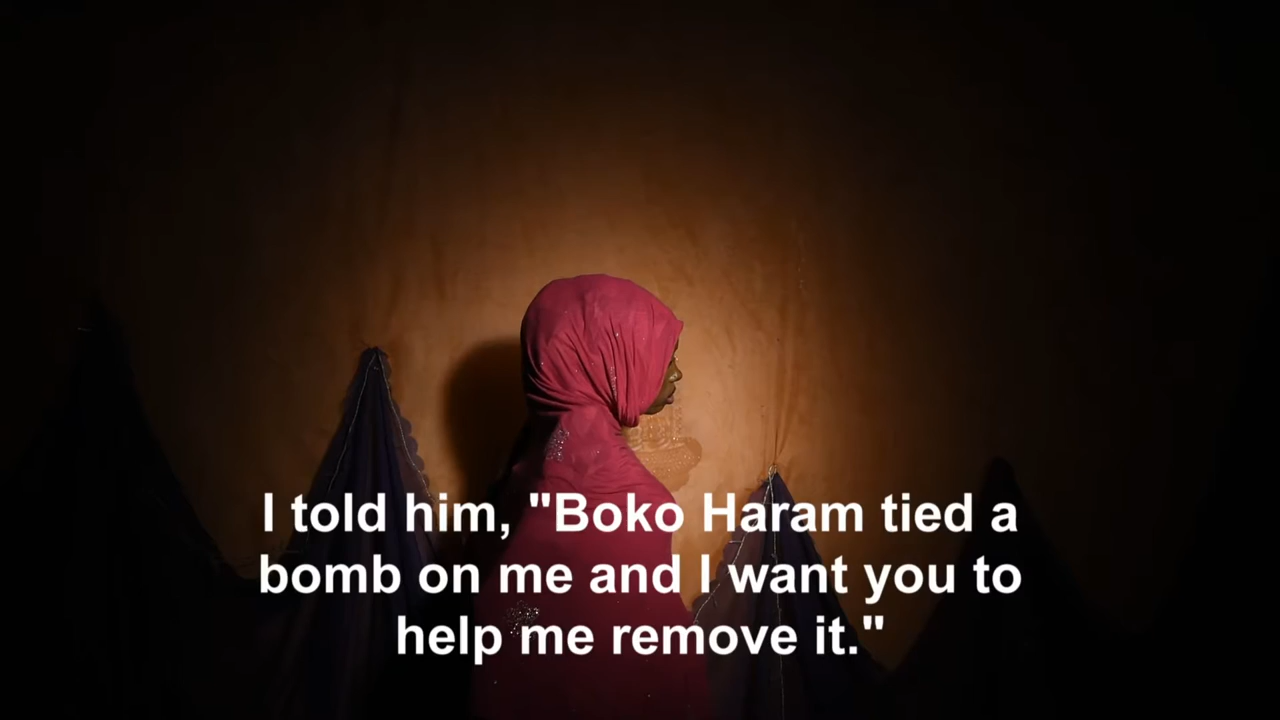 I told him, "Boko Haram tied a
bomb on me and I want you to
help me remove it."